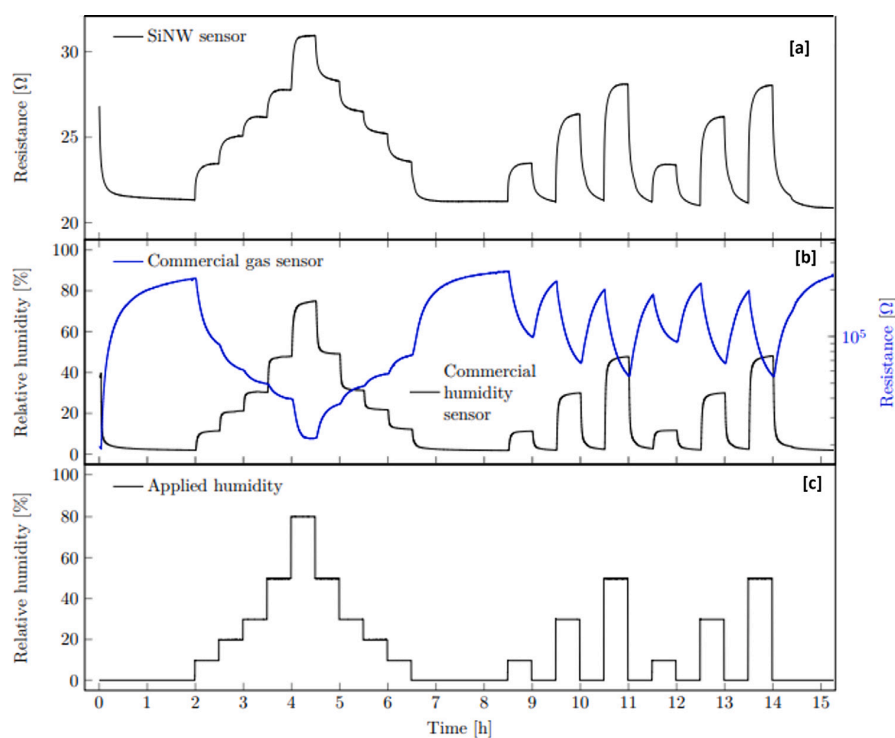 [a]
SiNW sensor
Resistance [Ω]
30
25
20
[b]
Commercial gas sensor
Relative humidity [%]
100
80
60
40
20
0
Commercial
humidity
sensor
10⁵
Resistance [Ω]
[c]
Applied humidity
Relative humidity [%]
100
80
60
40
20
0
0 1 2 3 4 5 6 7 8 9 10 11 12 13 14 15
Time [h]